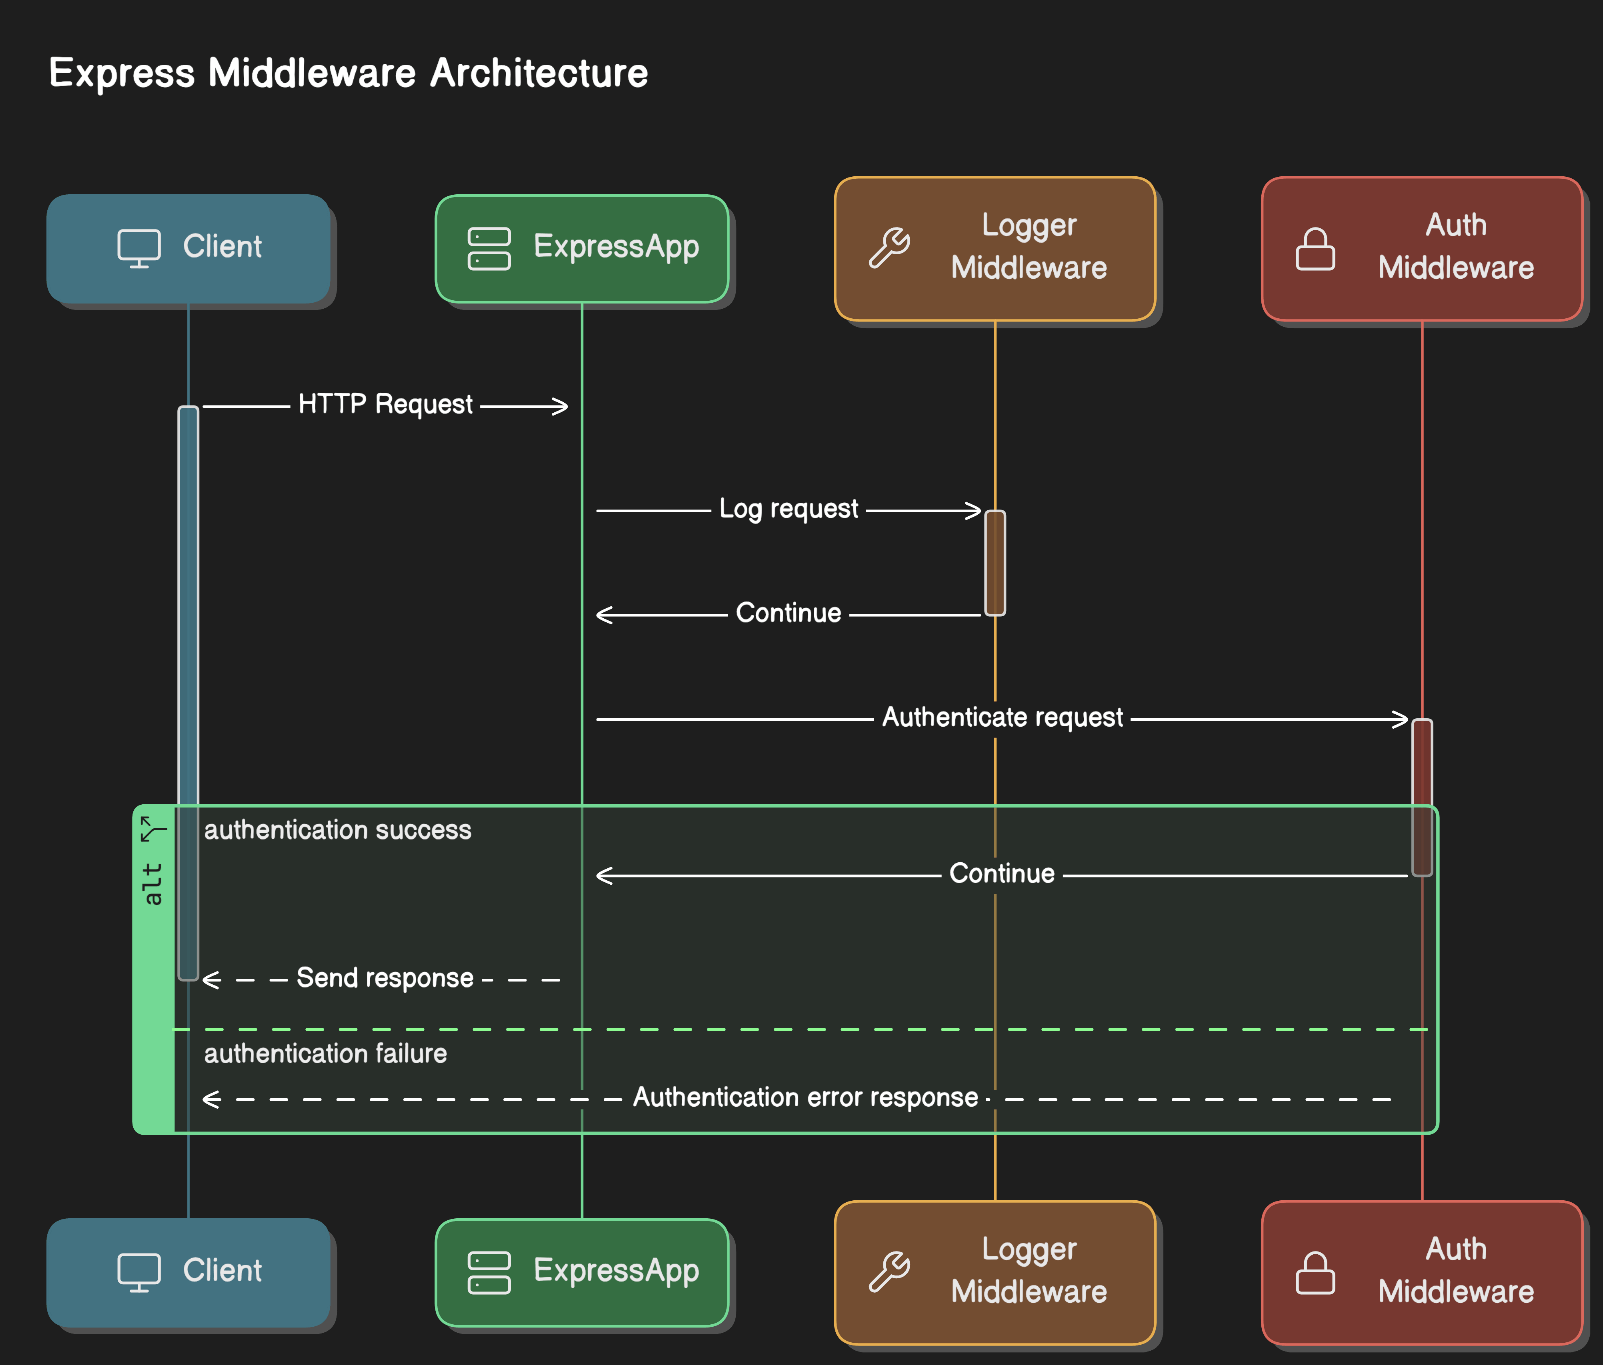 Express Middleware Architecture
Client
ExpressApp
Logger
Middleware
Auth
Middleware
HTTP Request
Log request
Continue
Authenticate request
alt
authentication success
Continue
Send response
authentication failure
Authentication error response
Client
ExpressApp
Logger
Middleware
Auth
Middleware